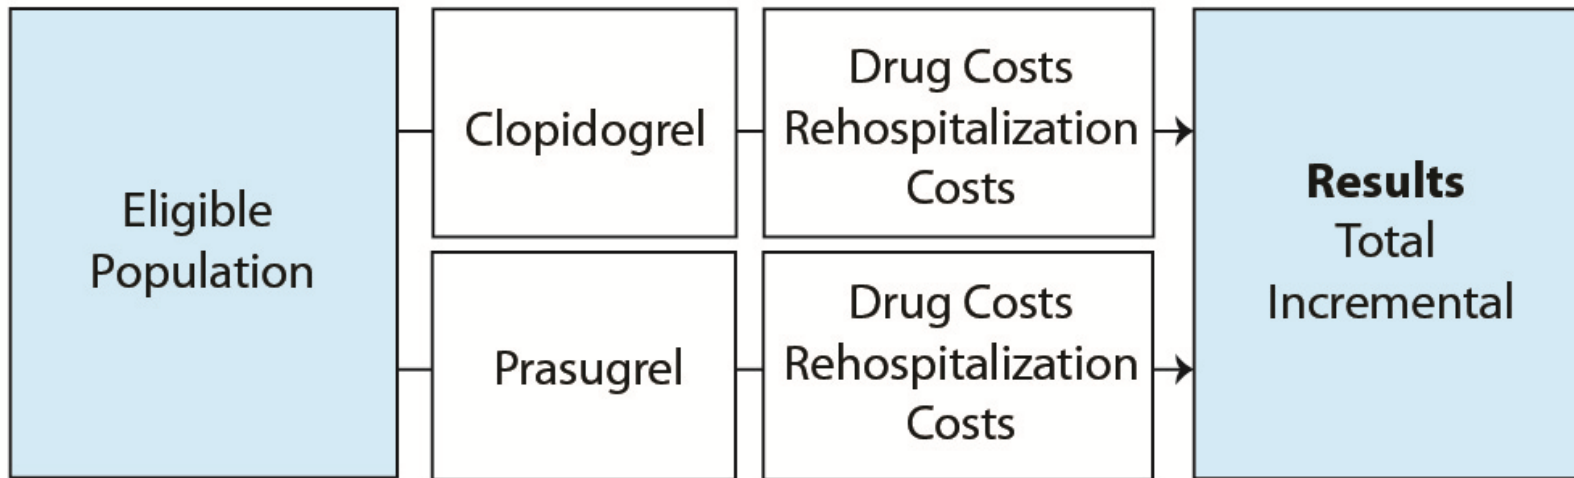 Eligible
Population
Clopidogrel
Drug Costs
Rehospitalization
Costs
Prasugrel
Drug Costs
Rehospitalization
Costs
Results
Total
Incremental